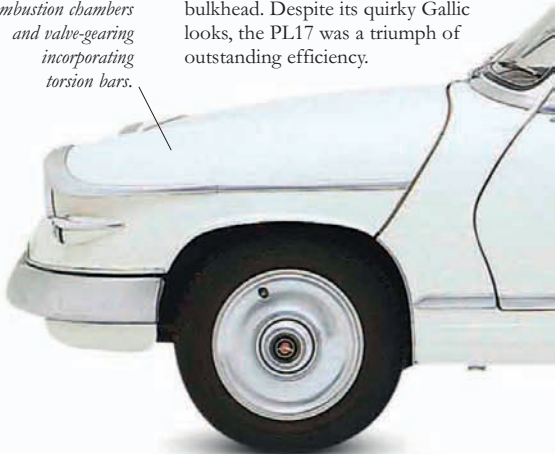 mbustion chambers
and valve-gearing
incorporating
torsion bars.
bulkhead. Despite its quirky Gallic
looks, the PL17 was a triumph of
outstanding efficiency.